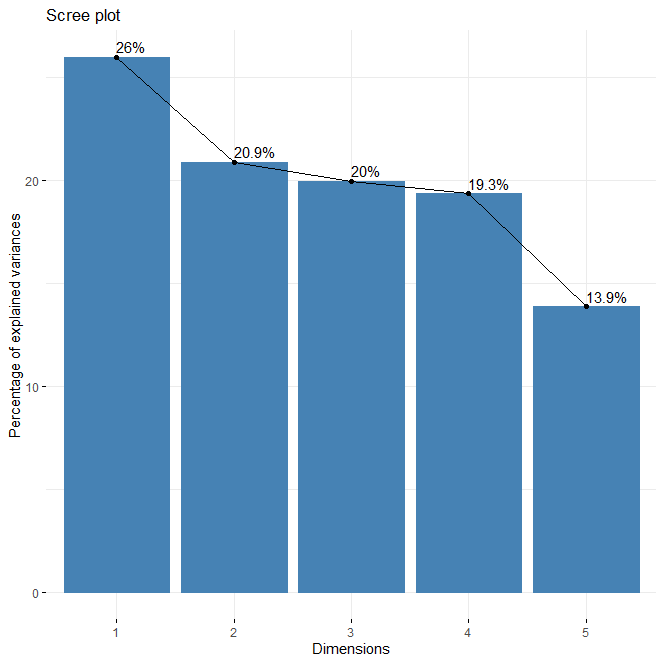 Scree plot
26%
20.9%
20%
19.3%
13.9%
20
10
0
Percentage of explained variances
1 2 3 4 5
Dimensions